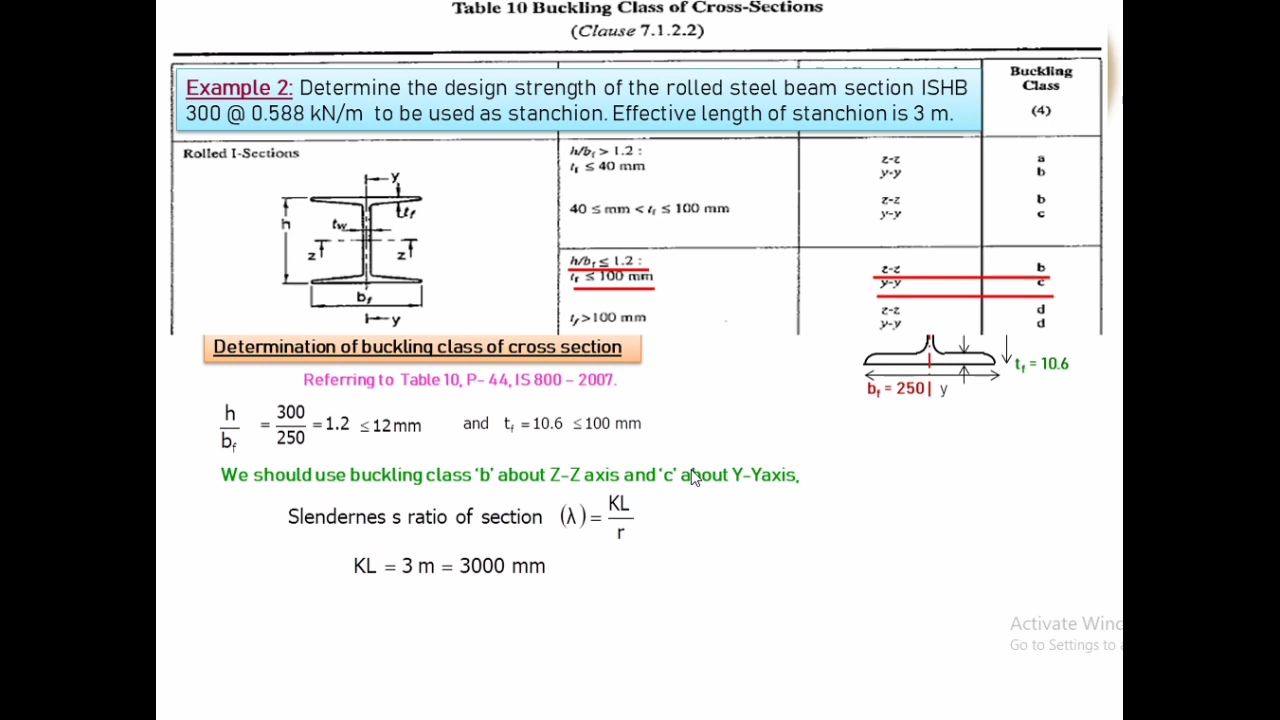 Table 10 Buckling Class of Cross-Sections
(Clause 7.1.2.2)
Example 2: Determine the design strength of the rolled steel beam section ISHB
300 @ 0.588 kN/m to be used as stanchion. Effective length of stanchion is 3 m.
Buckling
Class
(4)
Rolled I-Sections
h/bf > 1.2 :
tf ≤ 40 mm
z-z a
y-y b
40 ≤ mm < tf ≤ 100 mm
z-z b
y-y c
h/bf ≤ 1.2 :
tf ≤ 100 mm
z-z b
y-y c
tf > 100 mm
z-z d
y-y d
y
tf
h
tw
z z
bf
y
Determination of buckling class of cross section
tf = 10.6
bf = 250 y
Referring to Table 10, P- 44, IS 800 – 2007.
h/bf = 300/250 = 1.2 ≤ 12 mm and tf = 10.6 ≤ 100 mm
We should use buckling class ‘b’ about Z-Z axis and ‘c’ about Y-Yaxis,
Slendernes s ratio of section (λ) = KL/r
KL = 3 m = 3000 mm
Activate Winc
Go to Settings to